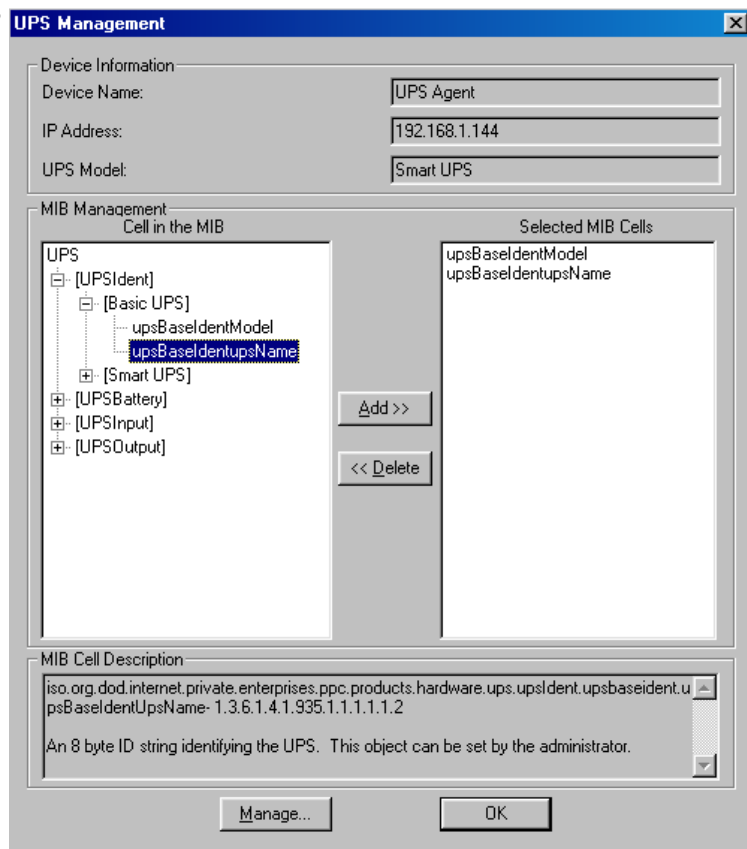 UPS Management
Device Information
Device Name:
UPS Agent
IP Address:
192.168.1.144
UPS Model:
Smart UPS
MIB Management
Cell in the MIB
Selected MIB Cells
UPS
[UPSIdent]
[Basic UPS]
upsBaseIdentModel
upsBaseIdentupsName
[Smart UPS]
[UPSBattery]
[UPSInput]
[UPSOutput]
Add >>
<< Delete
upsBaseIdentModel
upsBaseIdentupsName
MIB Cell Description
iso.org.dod.internet.private.enterprises.ppc.products.hardware.ups.upsIdent.upsbaseident.u
psBaseIdentUpsName- 1.3.6.1.4.1.935.1.1.1.1.1.2
An 8 byte ID string identifying the UPS.  This object can be set by the administrator.
Manage...
OK